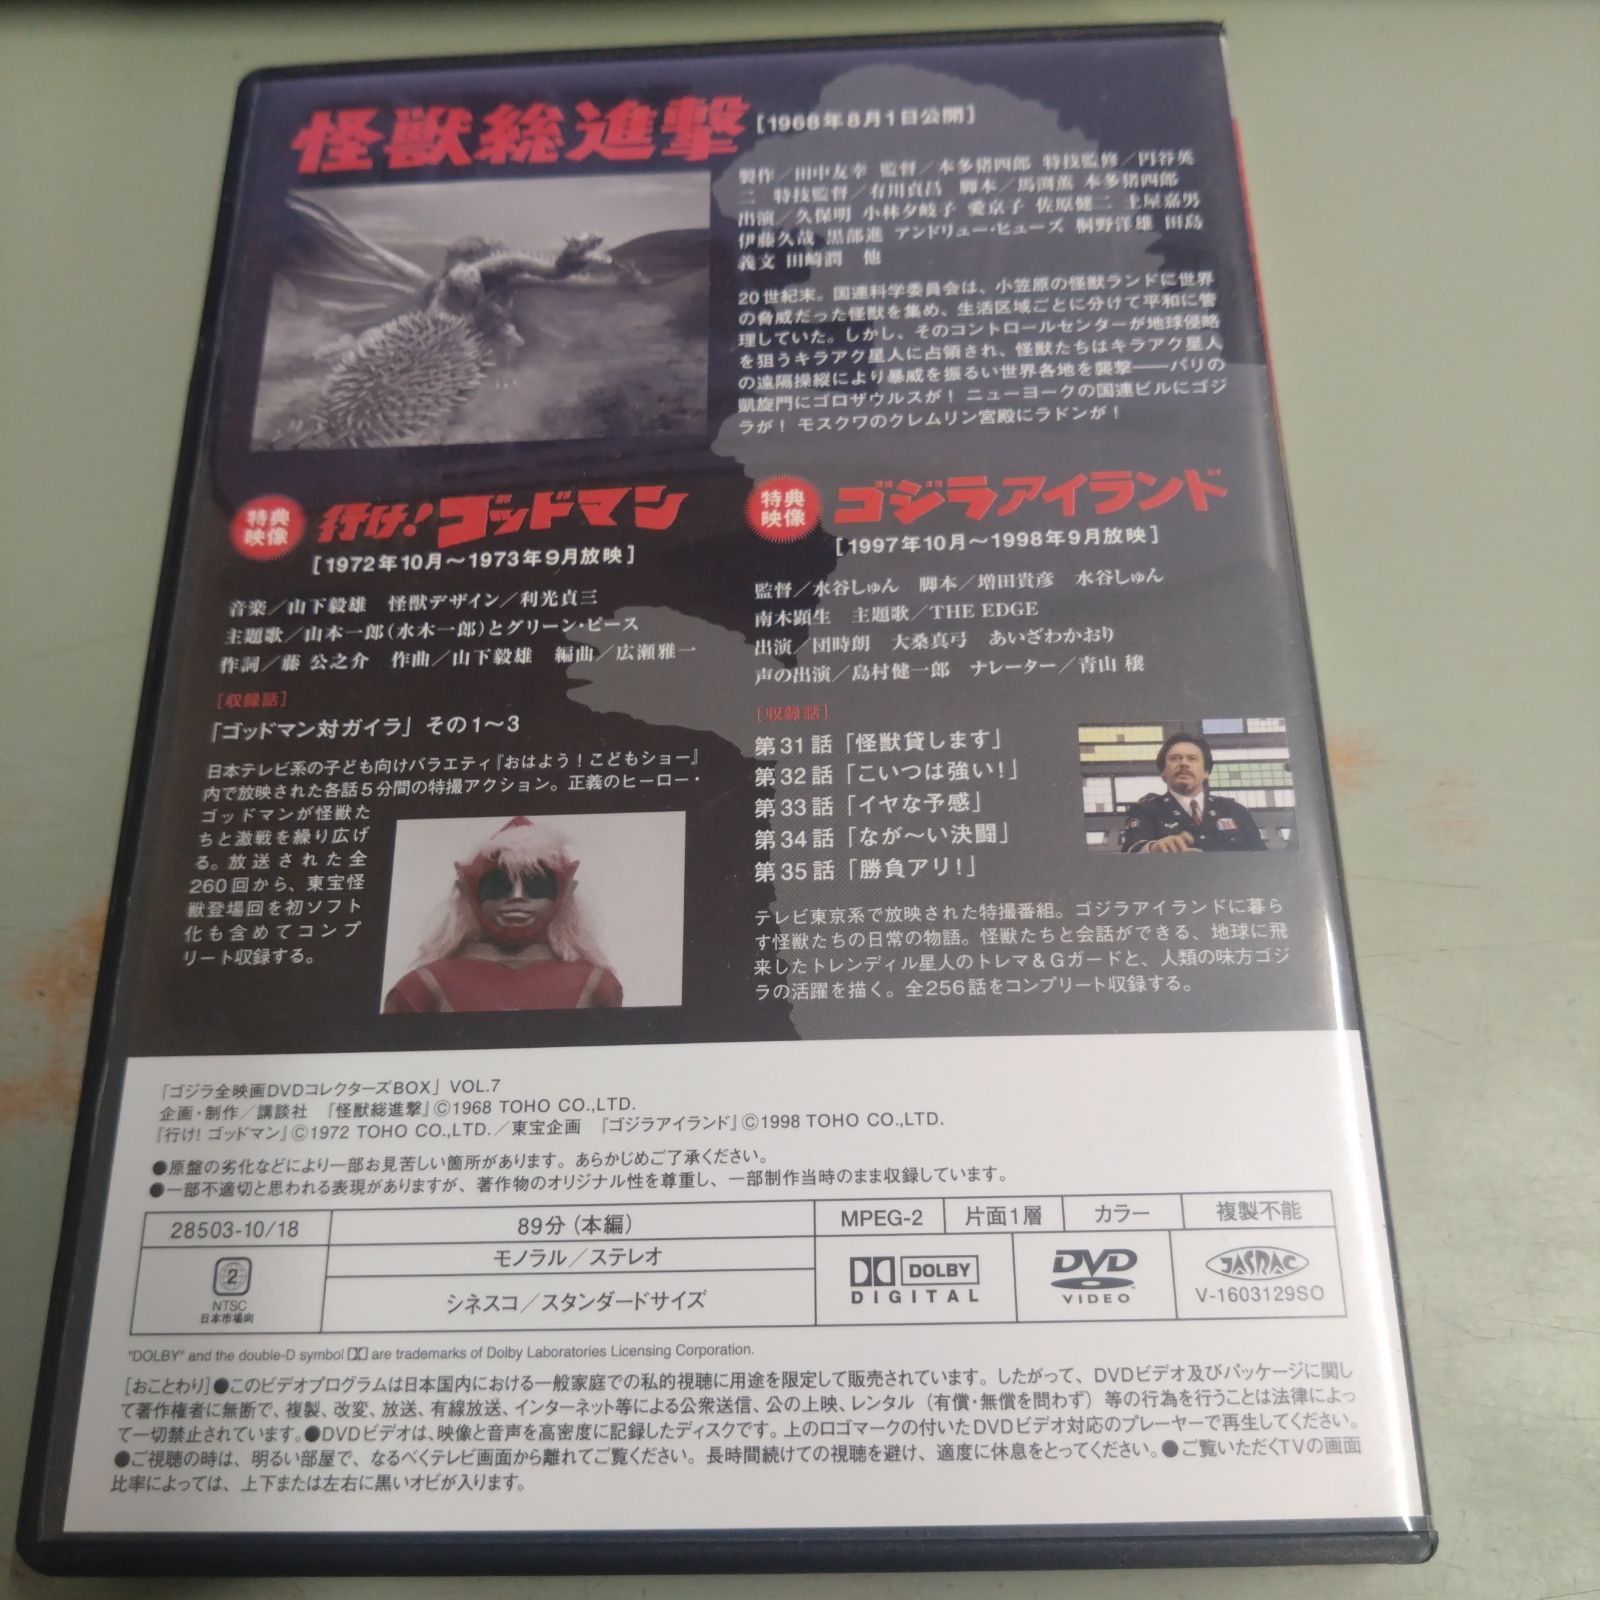 怪獣総進撃
[1968年8月1日公開]
製作／田中友幸 監督／本多猪四郎 特技監修／円谷英
二 特技監督／有川貞昌 脚本／馬渕薫 本多猪四郎
出演／久保明 小林夕岐子 愛京子 佐原健二 土屋嘉男
伊藤久哉 黒部進 アンドリュー・ヒューズ 桐野洋雄 田島
義文 田崎潤 他
20世紀末。国連科学委員会は、小笠原の怪獣ランドに世界
の脅威だった怪獣を集め、生活区域ごとに分けて平和に管
理していた。しかし、そのコントロールセンターが地球侵略
を狙うキラアク星人に占領され、怪獣たちはキラアク星人
の遠隔操縦により暴威を振るい世界各地を襲撃――パリの
凱旋門にゴロザウルスが！ ニューヨークの国連ビルにゴジ
ラが！ モスクワのクレムリン宮殿にラドンが！
特典
映像
行け！ゴッドマン
[1972年10月〜1973年9月放映]
音楽／山下毅雄 怪獣デザイン／利光貞三
主題歌／山本一郎（水木一郎）とグリーン・ピース
作詞／藤 公之介 作曲／山下毅雄 編曲／広瀬雅一
［収録話］
「ゴッドマン対ガイラ」その1〜3
日本テレビ系の子ども向けバラエティ『おはよう！こどもショー』
内で放映された各話5分間の特撮アクション。正義のヒーロー・
ゴッドマンが怪獣た
ちと激戦を繰り広げ
る。放送された全
260回から、東宝怪
獣登場回を初ソフト
化も含めてコンプ
リート収録する。
特典
映像
ゴジラアイランド
[1997年10月〜1998年9月放映]
監督／水谷しゅん 脚本／増田貴彦 水谷しゅん
南木顕生 主題歌／THE EDGE
出演／団時朗 大桑真弓 あいざわかおり
声の出演／島村健一郎 ナレーター／青山 穣
［収録話］
第31話「怪獣貸します」
第32話「こいつは強い！」
第33話「イヤな予感」
第34話「なが〜い決闘」
第35話「勝負アリ！」
テレビ東京系で放映された特撮番組。ゴジラアイランドに暮ら
す怪獣たちの日常の物語。怪獣たちと会話ができる、地球に飛
来したトレンディル星人のトレマ＆Gガードと、人類の味方ゴジ
ラの活躍を描く。全256話をコンプリート収録する。
『ゴジラ全映画DVDコレクターズBOX』VOL.7
企画・制作／講談社 『怪獣総進撃』©1968 TOHO CO.,LTD.
『行け！ ゴッドマン』©1972 TOHO CO.,LTD.／東宝企画 『ゴジラアイランド』©1998 TOHO CO.,LTD.
●原盤の劣化などにより一部お見苦しい箇所があります。あらかじめご了承ください。
●一部不適切と思われる表現がありますが、著作物のオリジナル性を尊重し、一部制作当時のまま収録しています。
28503-10/18
89分（本編）
MPEG-2
片面1層
カラー
複製不能
2
NTSC
日本市場向
モノラル／ステレオ
シネスコ／スタンダードサイズ
DOLBY
DIGITAL
DVD
VIDEO
JASRAC
V-1603129SO
"DOLBY" and the double-D symbol are trademarks of Dolby Laboratories Licensing Corporation.
［おことわり］●このビデオプログラムは日本国内における一般家庭での私的視聴に用途を限定して販売されています。したがって、DVDビデオ及びパッケージに関し
て著作権者に無断で、複製、改変、放送、有線放送、インターネット等による公衆送信、公の上映、レンタル（有償・無償を問わず）等の行為を行うことは法律によっ
て一切禁止されています。●DVDビデオは、映像と音声を高密度に記録したディスクです。上のロゴマークの付いたDVDビデオ対応のプレーヤーで再生してください。
●ご視聴の時は、明るい部屋で、なるべくテレビ画面から離れてご覧ください。長時間続けての視聴を避け、適度に休息をとってください。●ご覧いただくTVの画面
比率によっては、上下または左右に黒いオビが入ります。